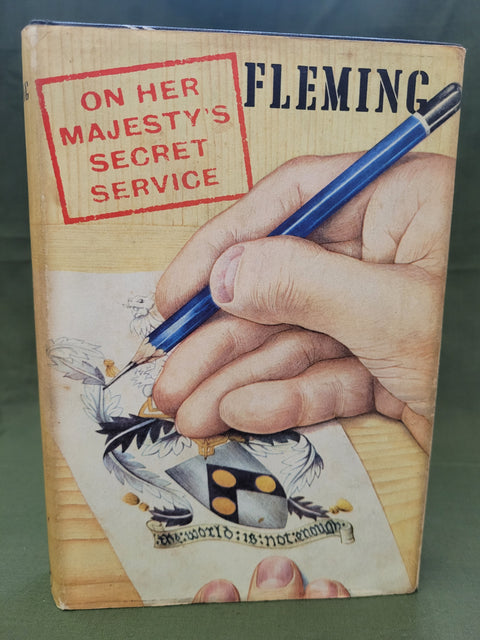 ON HER
MAJESTY'S
SECRET
SERVICE
FLEMING
the:world:is:not:enough